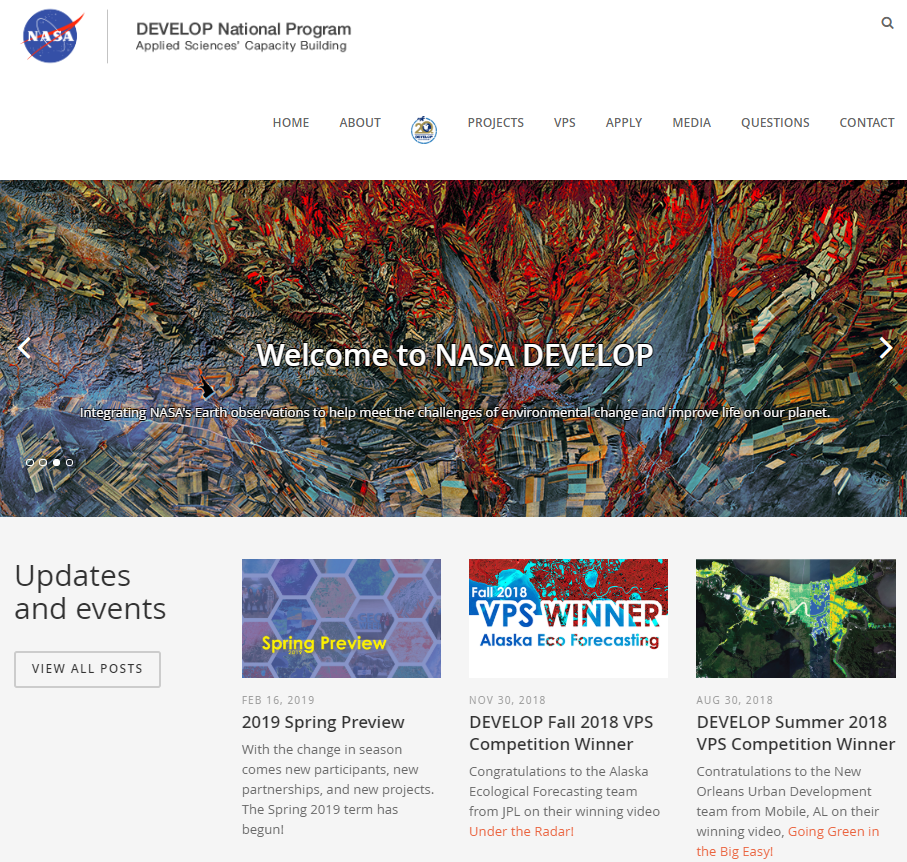 NASA
DEVELOP National Program
Applied Sciences' Capacity Building
HOME ABOUT 20 DEVELOP PROJECTS VPS APPLY MEDIA QUESTIONS CONTACT
Welcome to NASA DEVELOP
Integrating NASA's Earth observations to help meet the challenges of environmental change and improve life on our planet.
Updates
and events
VIEW ALL POSTS
Spring Preview
2019
FEB 16, 2019
2019 Spring Preview
With the change in season
comes new participants, new
partnerships, and new projects.
The Spring 2019 term has
begun!
Fall 2018
VPS WINNER
Alaska Eco Forecasting
NOV 30, 2018
DEVELOP Fall 2018 VPS
Competition Winner
Congratulations to the Alaska
Ecological Forecasting team
from JPL on their winning video
Under the Radar!
AUG 30, 2018
DEVELOP Summer 2018
VPS Competition Winner
Contratulations to the New
Orleans Urban Development
team from Mobile, AL on their
winning video, Going Green in
the Big Easy!